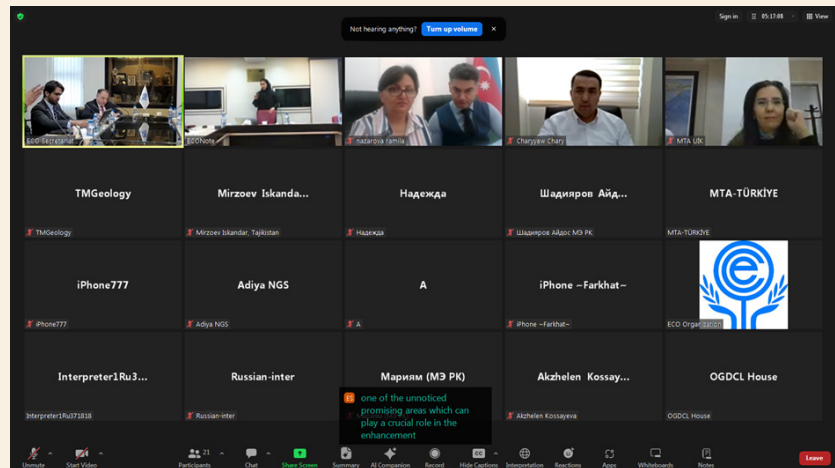 Not hearing anything? Turn up volume ×
Sign in 05:17:08 View
ECO Secretariat
ECONote
nazarova ramila
Charyyew Chary
MTA UİK
TMGeology
Mirzoev Iskanda...
Надежда
Шадияров Айд...
MTA-TÜRKİYE
TMGeology
Mirzoev Iskandar, Tajikistan
Надежда
Шадияров Айдос МЭ РК
MTA-TÜRKİYE
iPhone777
Adiya NGS
A
iPhone ~Farkhat~
iPhone777
Adiya NGS
A
iPhone ~Farkhat~
ECO Organization
Interpreter1Ru3...
Russian-inter
Мариям (МЭ РК)
Akzhelen Kossay...
OGDCL House
Interpreter1Ru371818
Russian-inter
Akzhelen Kossayeva
OGDCL House
ES one of the unnoticed
promising areas which can
play a crucial role in the
enhancement
Unmute
Start Video
Participants 21
Chat
Share Screen
Summary
AI Companion
Record
CC Hide Captions
Interpretation
Reactions
Apps
Whiteboards
Notes
Leave